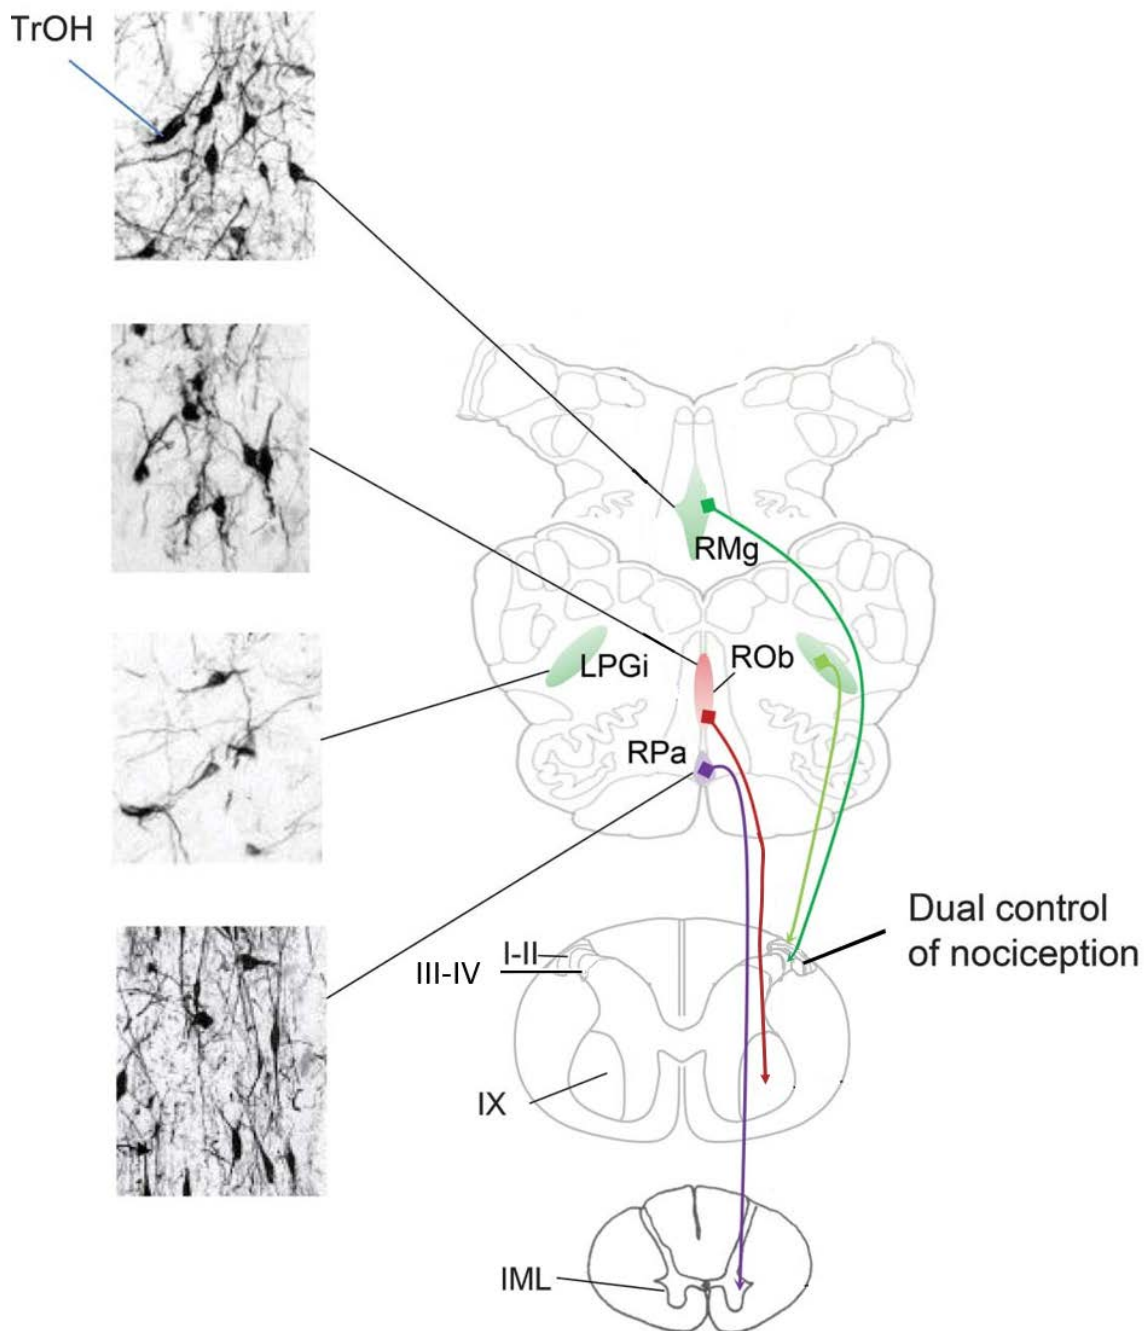 TrOH
RMg
LPGi
ROb
RPa
Dual control
of nociception
I-II
III-IV
IX
IML